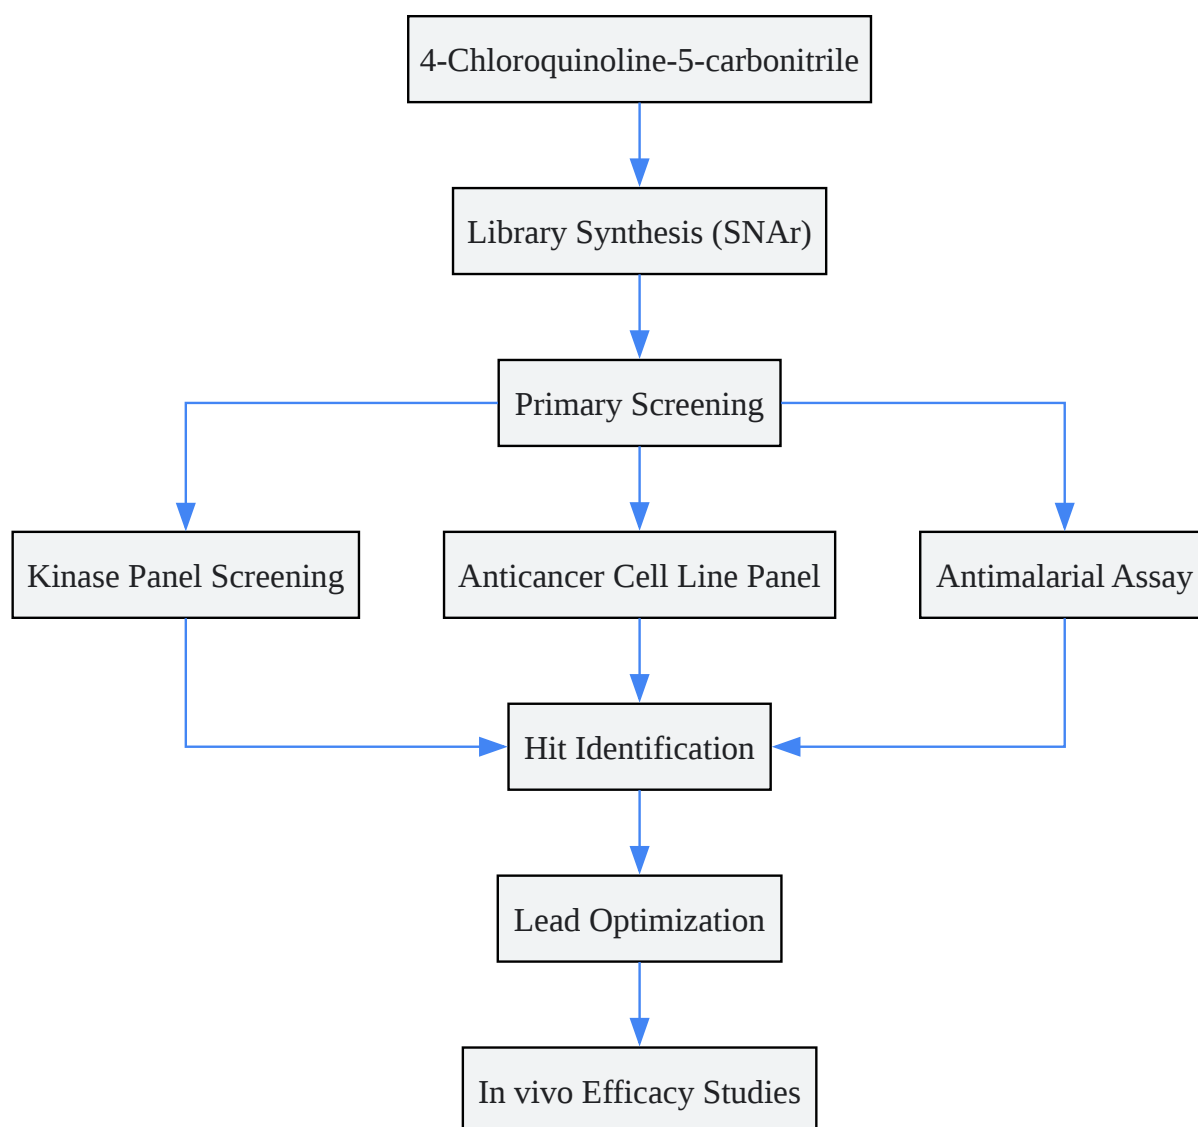 4-Chloroquinoline-5-carbonitrile
Library Synthesis (SNAr)
Primary Screening
Kinase Panel Screening
Anticancer Cell Line Panel
Antimalarial Assay
Hit Identification
Lead Optimization
In vivo Efficacy Studies